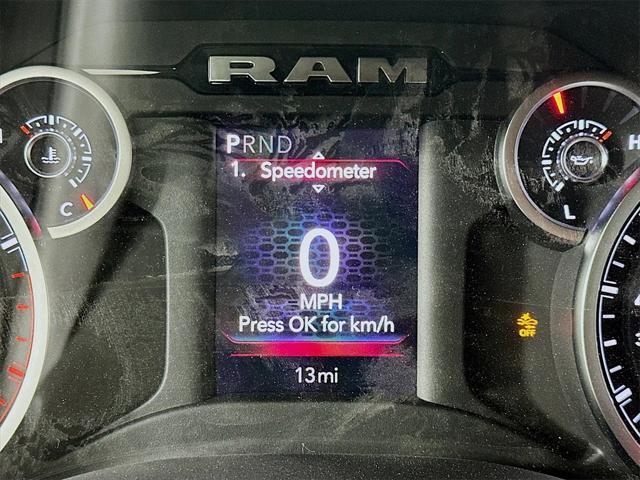 RAM
PRND
1. Speedometer
H
C
L
0
MPH
Press OK for km/h
OFF
13mi